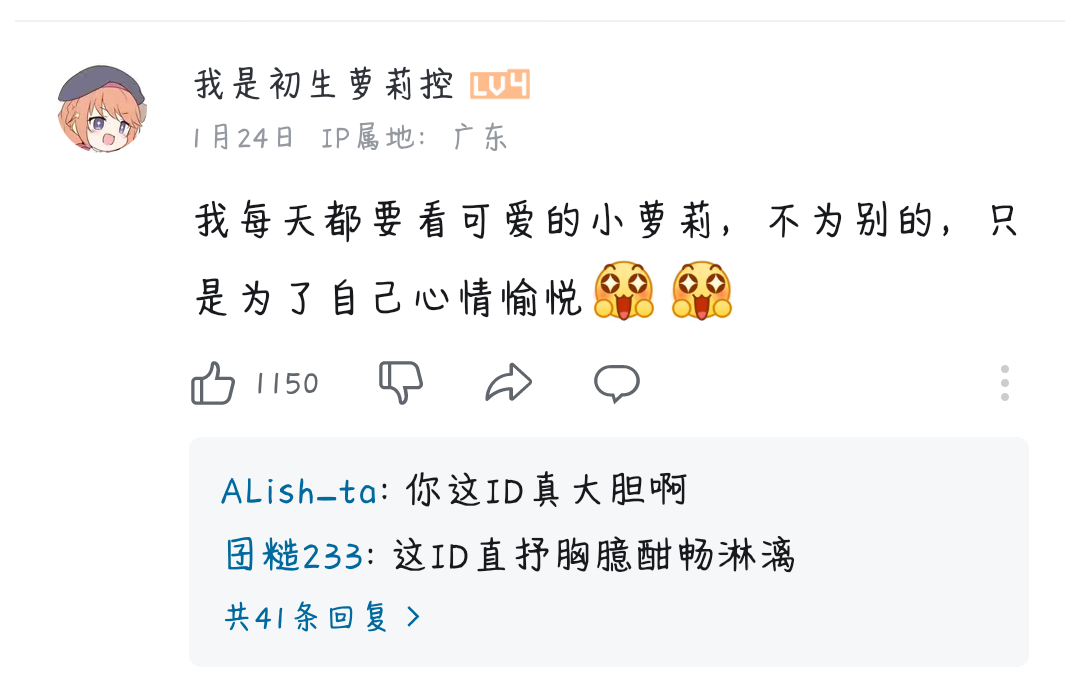 我是初生萝莉控 LV4
1月24日 IP属地：广东
我每天都要看可爱的小萝莉，不为别的，只
是为了自己心情愉悦
1150
ALish_ta：你这ID真大胆啊
团糙233：这ID直抒胸臆酣畅淋漓
共41条回复 >